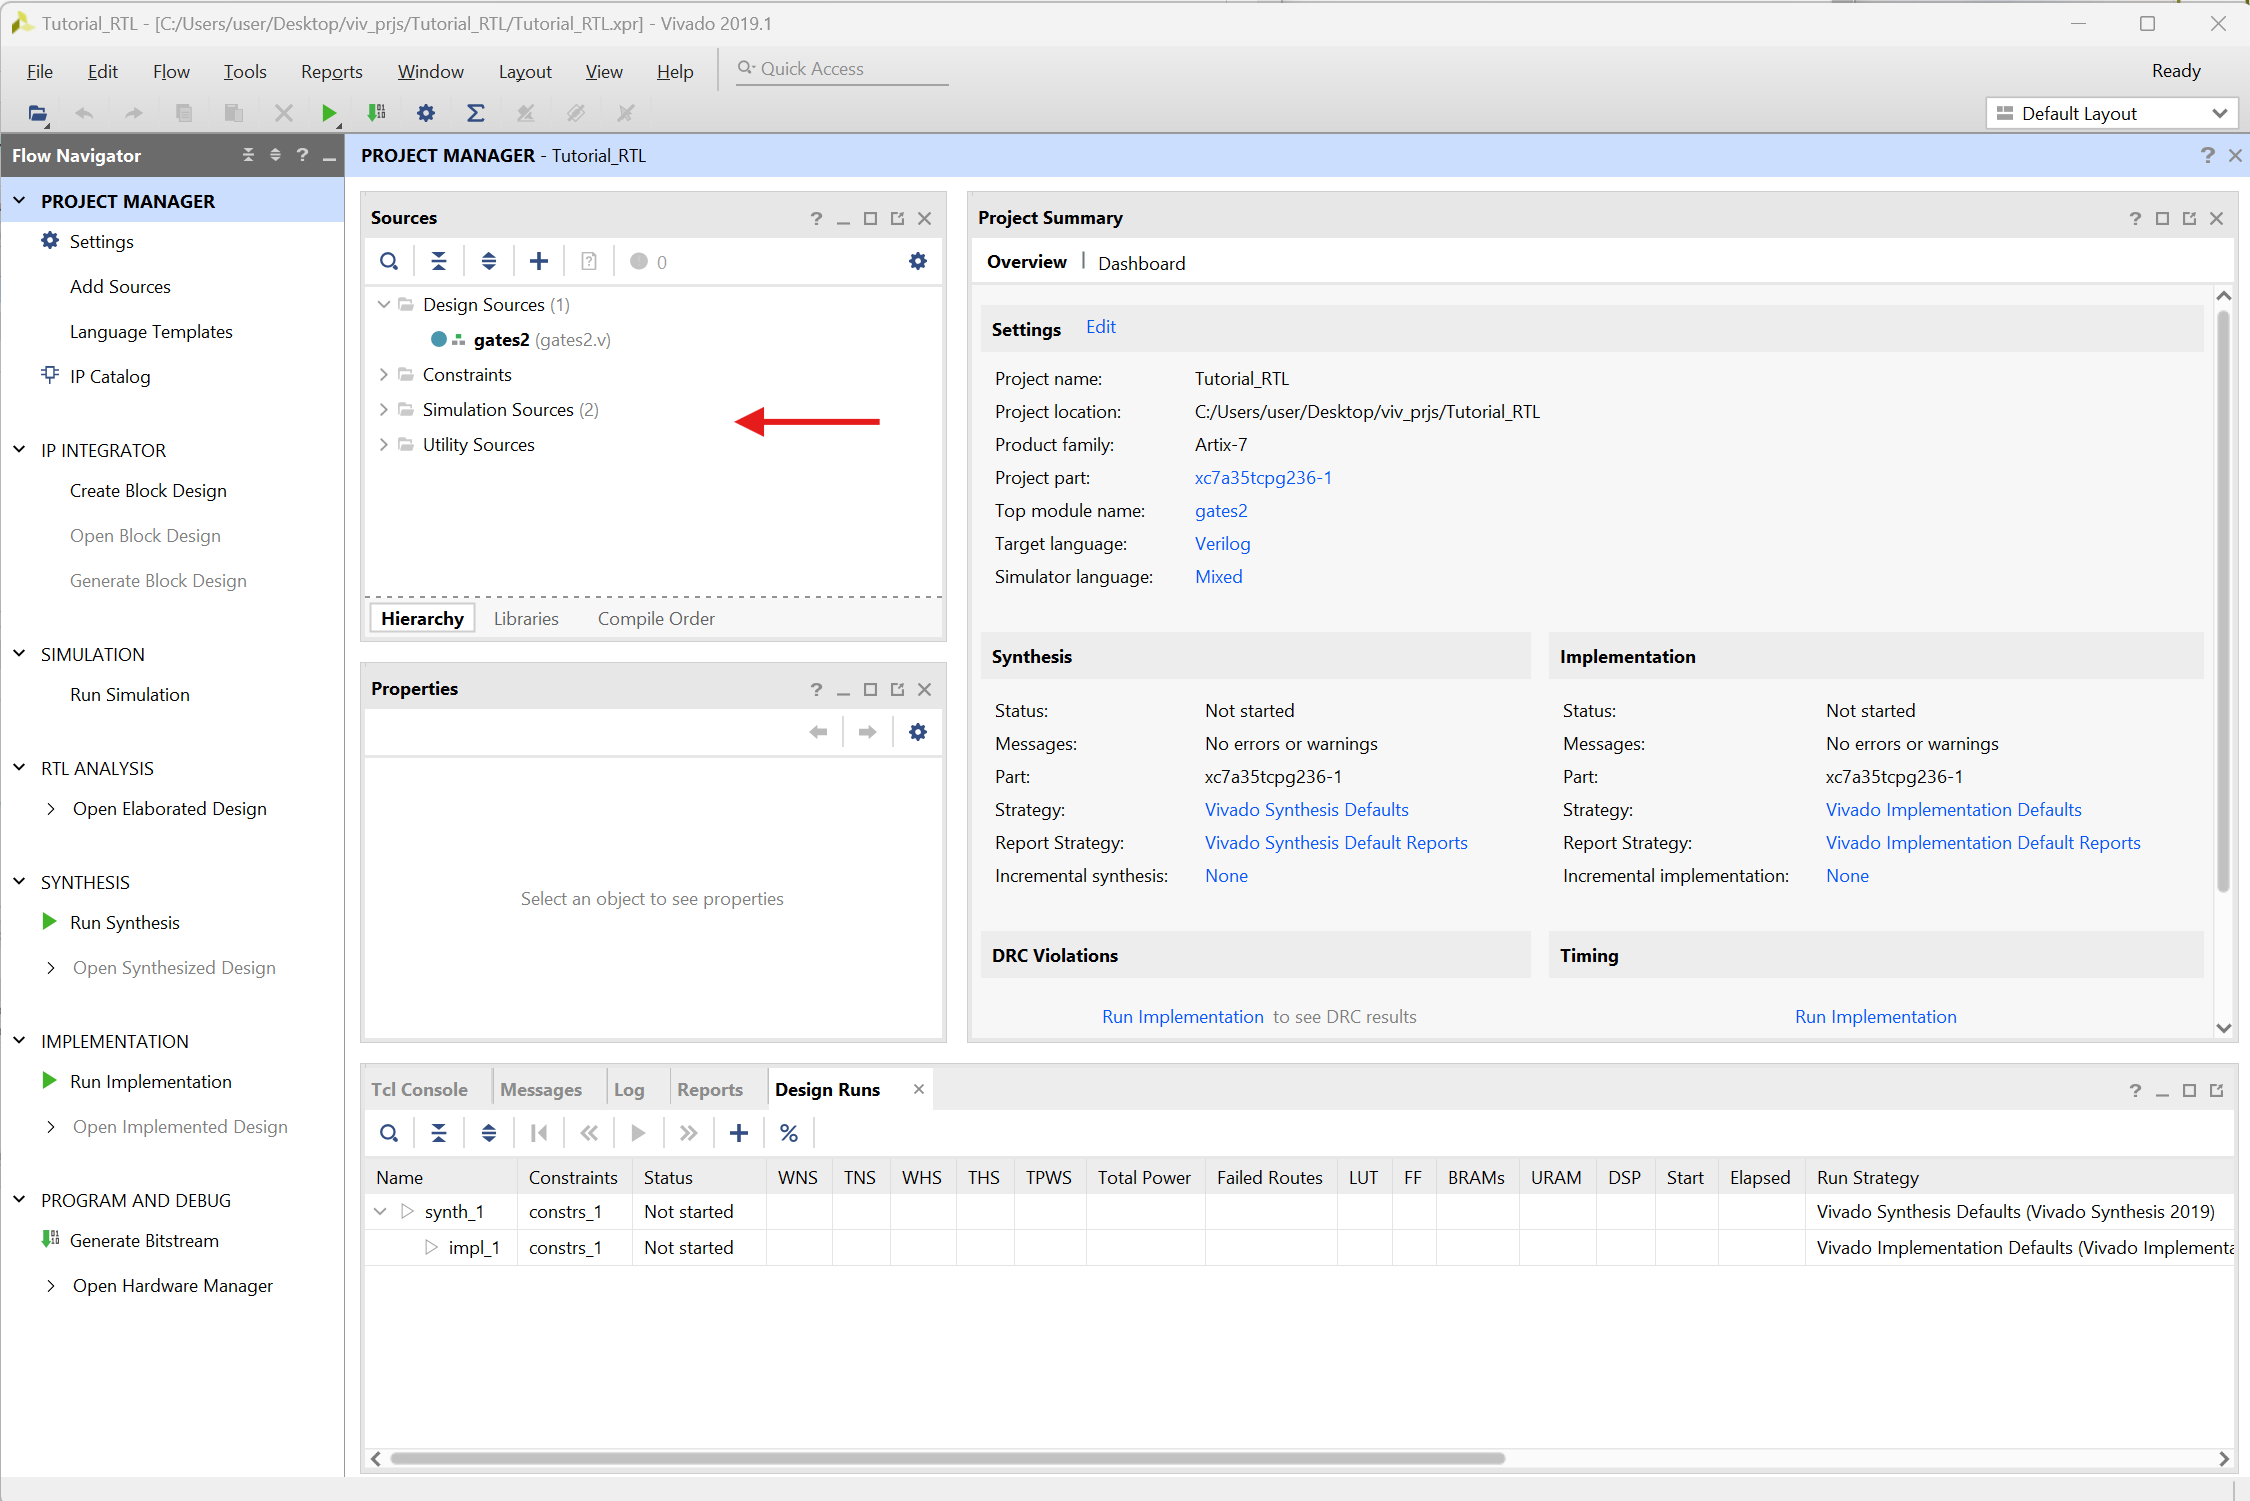 Tutorial_RTL - [C:/Users/user/Desktop/viv_prjs/Tutorial_RTL/Tutorial_RTL.xpr] - Vivado 2019.1
File Edit Flow Tools Reports Window Layout View Help Quick Access Ready
Default Layout
Flow Navigator
PROJECT MANAGER
Settings
Add Sources
Language Templates
IP Catalog
IP INTEGRATOR
Create Block Design
Open Block Design
Generate Block Design
SIMULATION
Run Simulation
RTL ANALYSIS
Open Elaborated Design
SYNTHESIS
Run Synthesis
Open Synthesized Design
IMPLEMENTATION
Run Implementation
Open Implemented Design
PROGRAM AND DEBUG
Generate Bitstream
Open Hardware Manager
PROJECT MANAGER - Tutorial_RTL
Sources
0
Design Sources (1)
gates2 (gates2.v)
Constraints
Simulation Sources (2)
Utility Sources
Hierarchy Libraries Compile Order
Properties
Select an object to see properties
Project Summary
Overview | Dashboard
Settings Edit
Project name: Tutorial_RTL
Project location: C:/Users/user/Desktop/viv_prjs/Tutorial_RTL
Product family: Artix-7
Project part: xc7a35tcpg236-1
Top module name: gates2
Target language: Verilog
Simulator language: Mixed
Synthesis
Status: Not started
Messages: No errors or warnings
Part: xc7a35tcpg236-1
Strategy: Vivado Synthesis Defaults
Report Strategy: Vivado Synthesis Default Reports
Incremental synthesis: None
Implementation
Status: Not started
Messages: No errors or warnings
Part: xc7a35tcpg236-1
Strategy: Vivado Implementation Defaults
Report Strategy: Vivado Implementation Default Reports
Incremental implementation: None
DRC Violations
Run Implementation to see DRC results
Timing
Run Implementation
Tcl Console Messages Log Reports Design Runs
Name Constraints Status WNS TNS WHS THS TPWS Total Power Failed Routes LUT FF BRAMs URAM DSP Start Elapsed Run Strategy
synth_1 constrs_1 Not started Vivado Synthesis Defaults (Vivado Synthesis 2019)
impl_1 constrs_1 Not started Vivado Implementation Defaults (Vivado Implementa